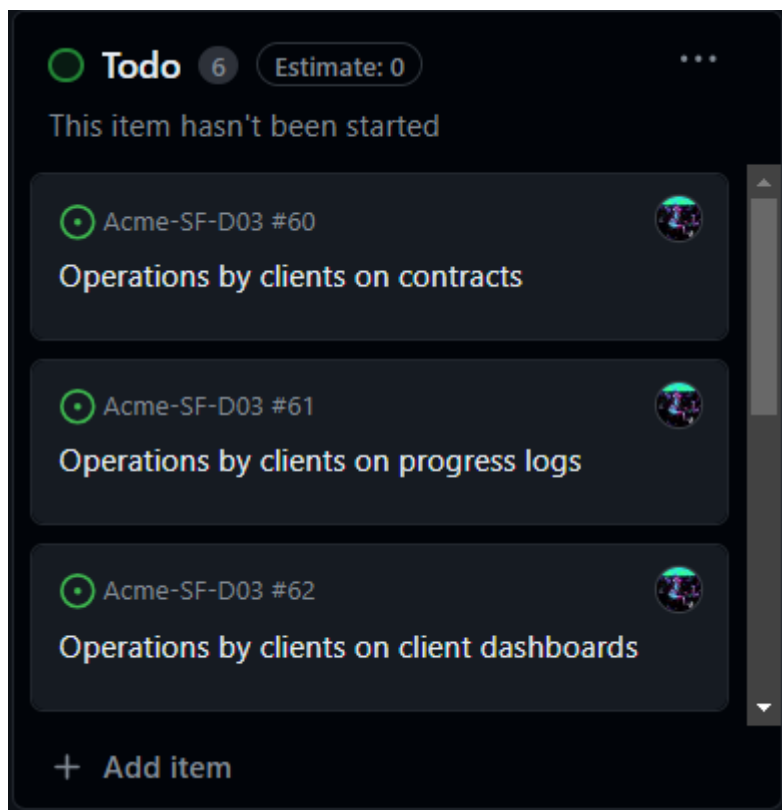 Todo 6 Estimate: 0
This item hasn't been started
Acme-SF-D03 #60
Operations by clients on contracts
Acme-SF-D03 #61
Operations by clients on progress logs
Acme-SF-D03 #62
Operations by clients on client dashboards
+ Add item